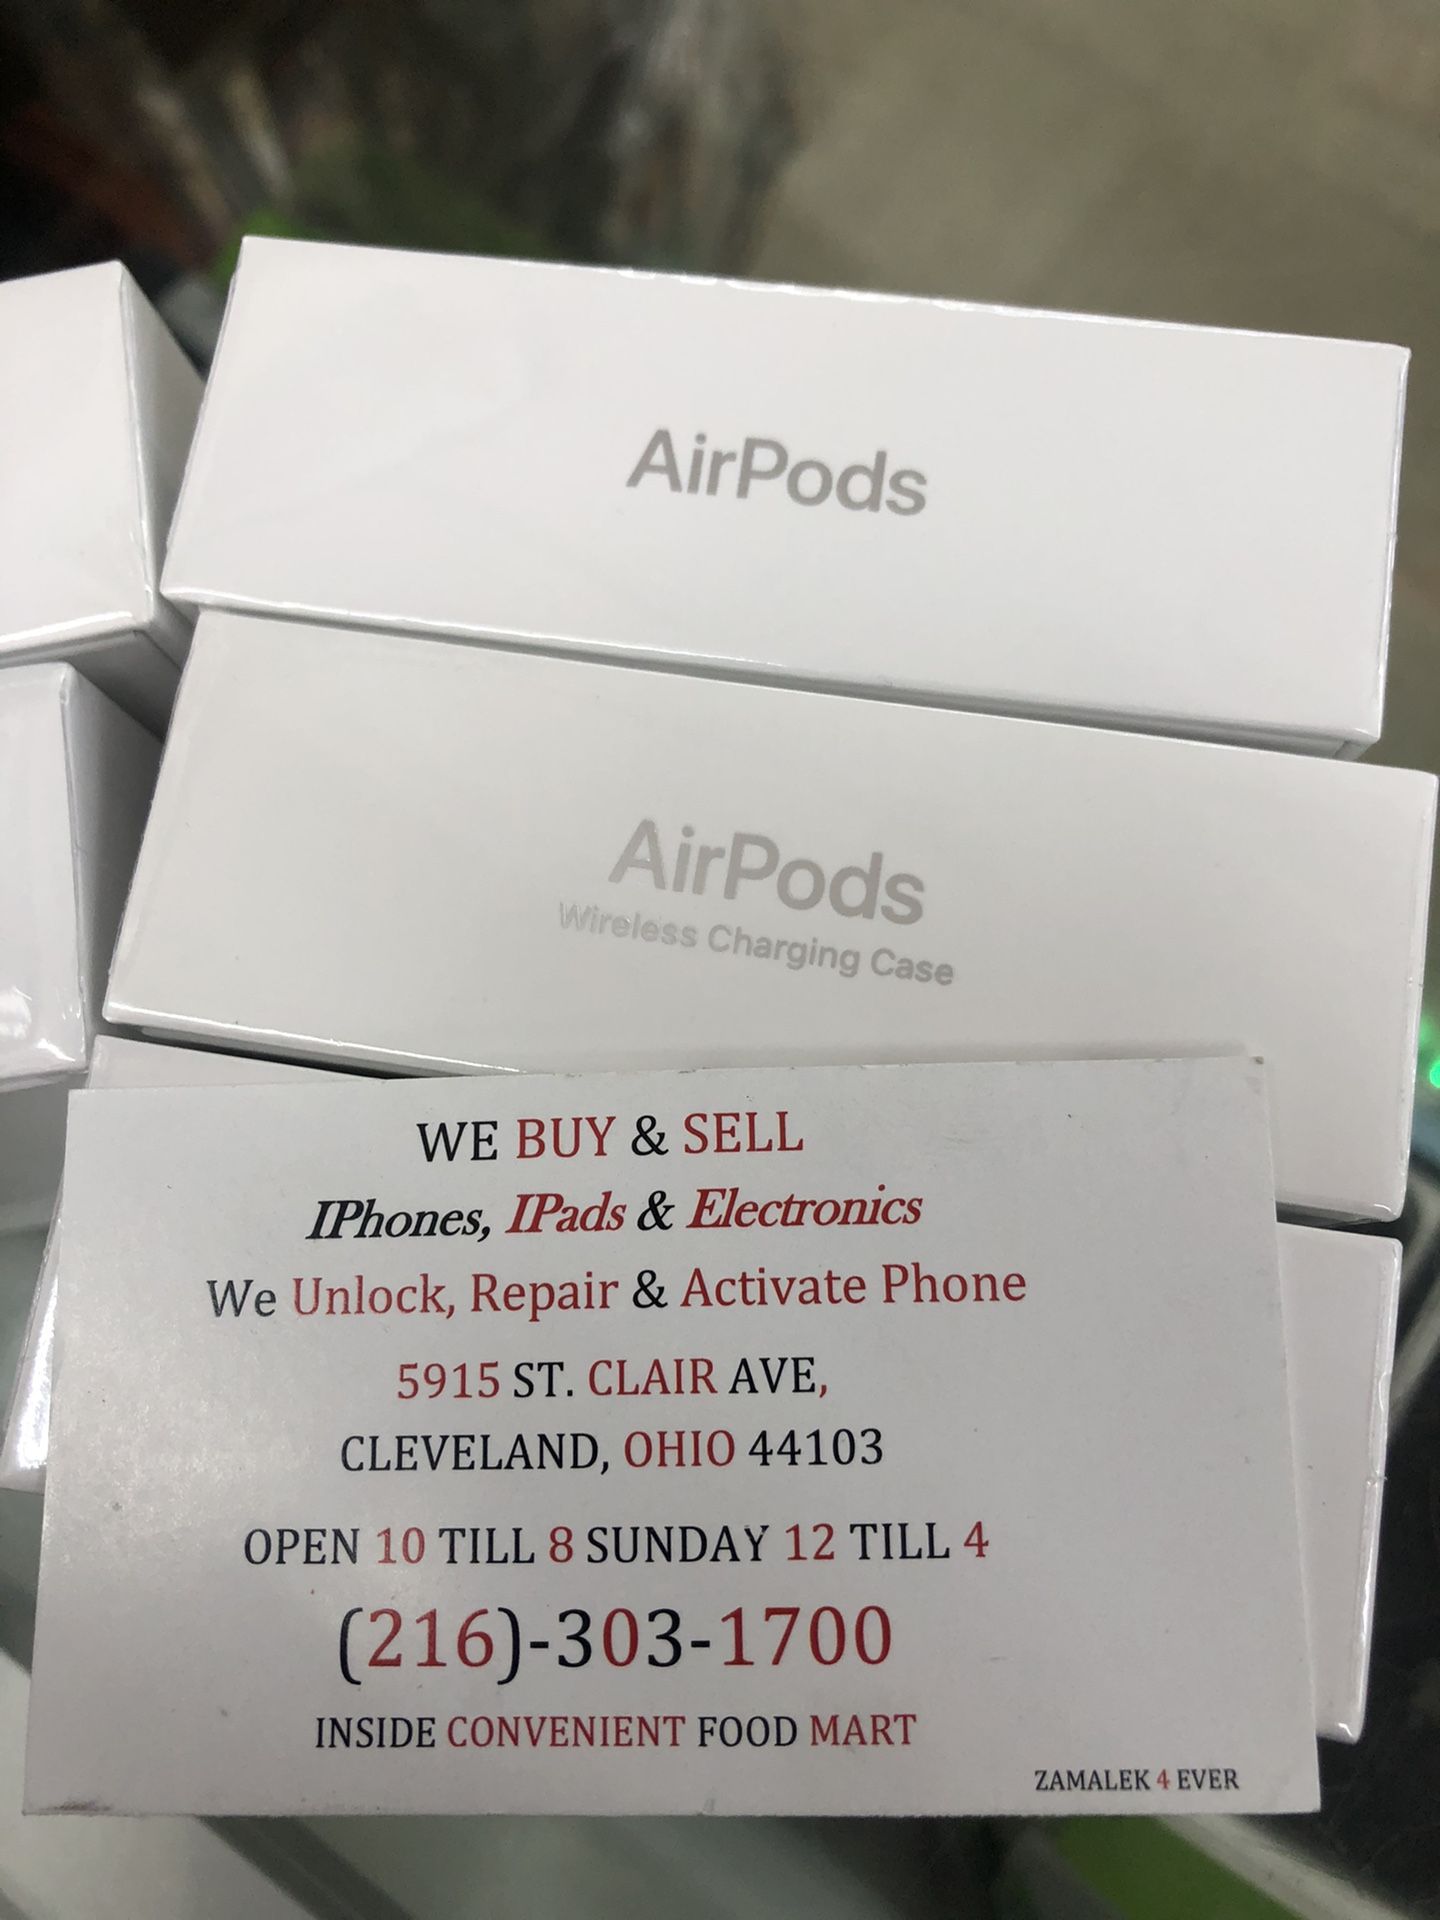 AirPods
AirPods
Wireless Charging Case
WE BUY & SELL
IPhones, IPads & Electronics
We Unlock, Repair & Activate Phone
5915 ST. CLAIR AVE,
CLEVELAND, OHIO 44103
OPEN 10 TILL 8 SUNDAY 12 TILL 4
(216)-303-1700
INSIDE CONVENIENT FOOD MART
ZAMALEK 4 EVER